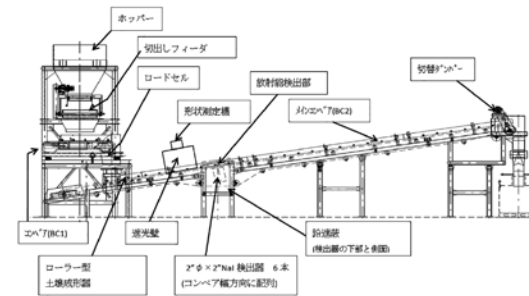 ホッパー
切出しフィーダ
ロードセル
形状測定機
放射能検出部
メインコンベア(BC2)
切替ダンパー
コンベア(BC1)
ローラー型
土壌成形器
遮光壁
2"φ×2"NaI 検出器 6本
(コンベア幅方向に配列)
鉛遮蔽
(検出器の下部と側面)